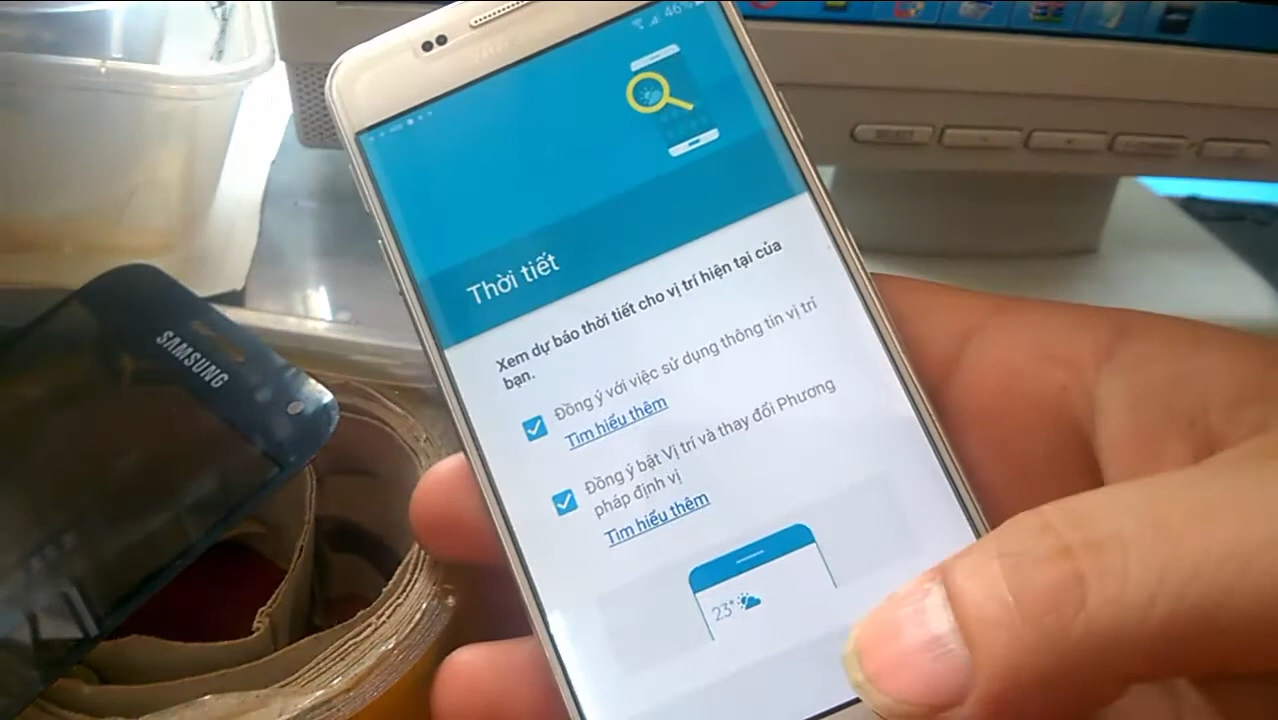 46%
Thời tiết
Xem dự báo thời tiết cho vị trí hiện tại của
bạn.
Đồng ý với việc sử dụng thông tin vị trí
Tìm hiểu thêm
Đồng ý bật Vị trí và thay đổi Phương
pháp định vị
Tìm hiểu thêm
23°
SAMSUNG
SELECT